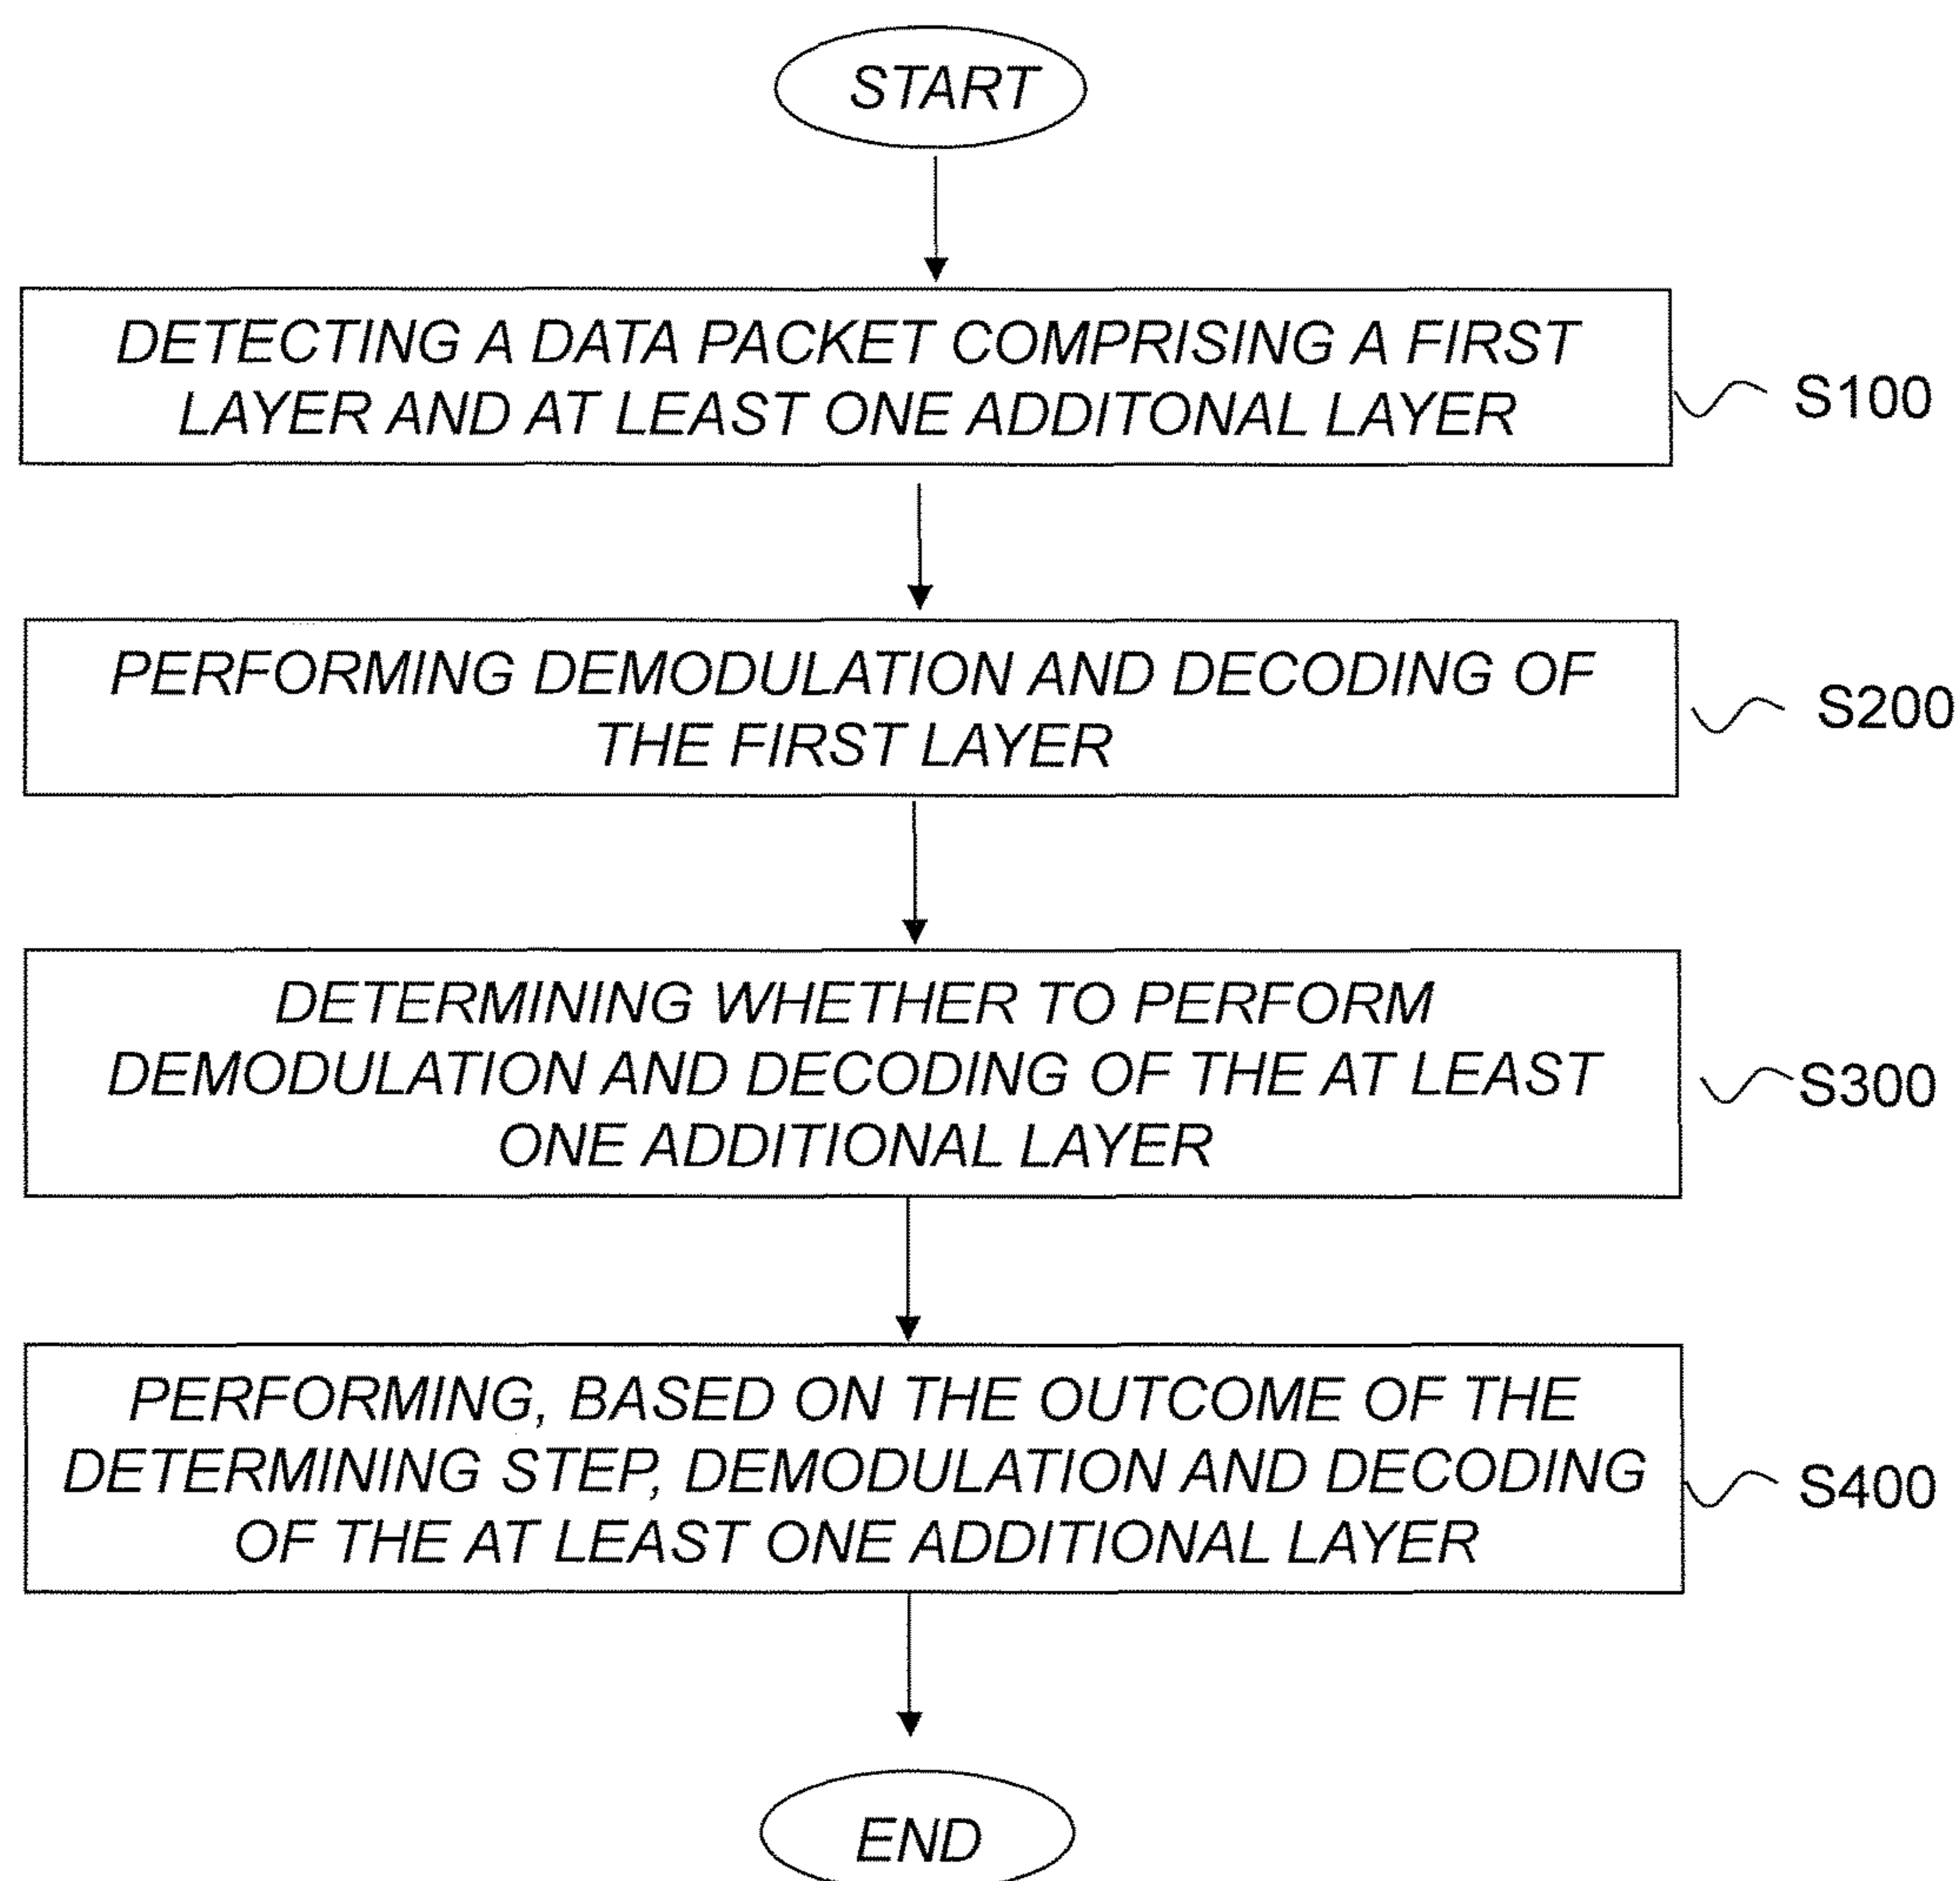 START
DETECTING A DATA PACKET COMPRISING A FIRST
LAYER AND AT LEAST ONE ADDITONAL LAYER
S100
PERFORMING DEMODULATION AND DECODING OF
THE FIRST LAYER
S200
DETERMINING WHETHER TO PERFORM
DEMODULATION AND DECODING OF THE AT LEAST
ONE ADDITIONAL LAYER
S300
PERFORMING, BASED ON THE OUTCOME OF THE
DETERMINING STEP, DEMODULATION AND DECODING
OF THE AT LEAST ONE ADDITIONAL LAYER
S400
END